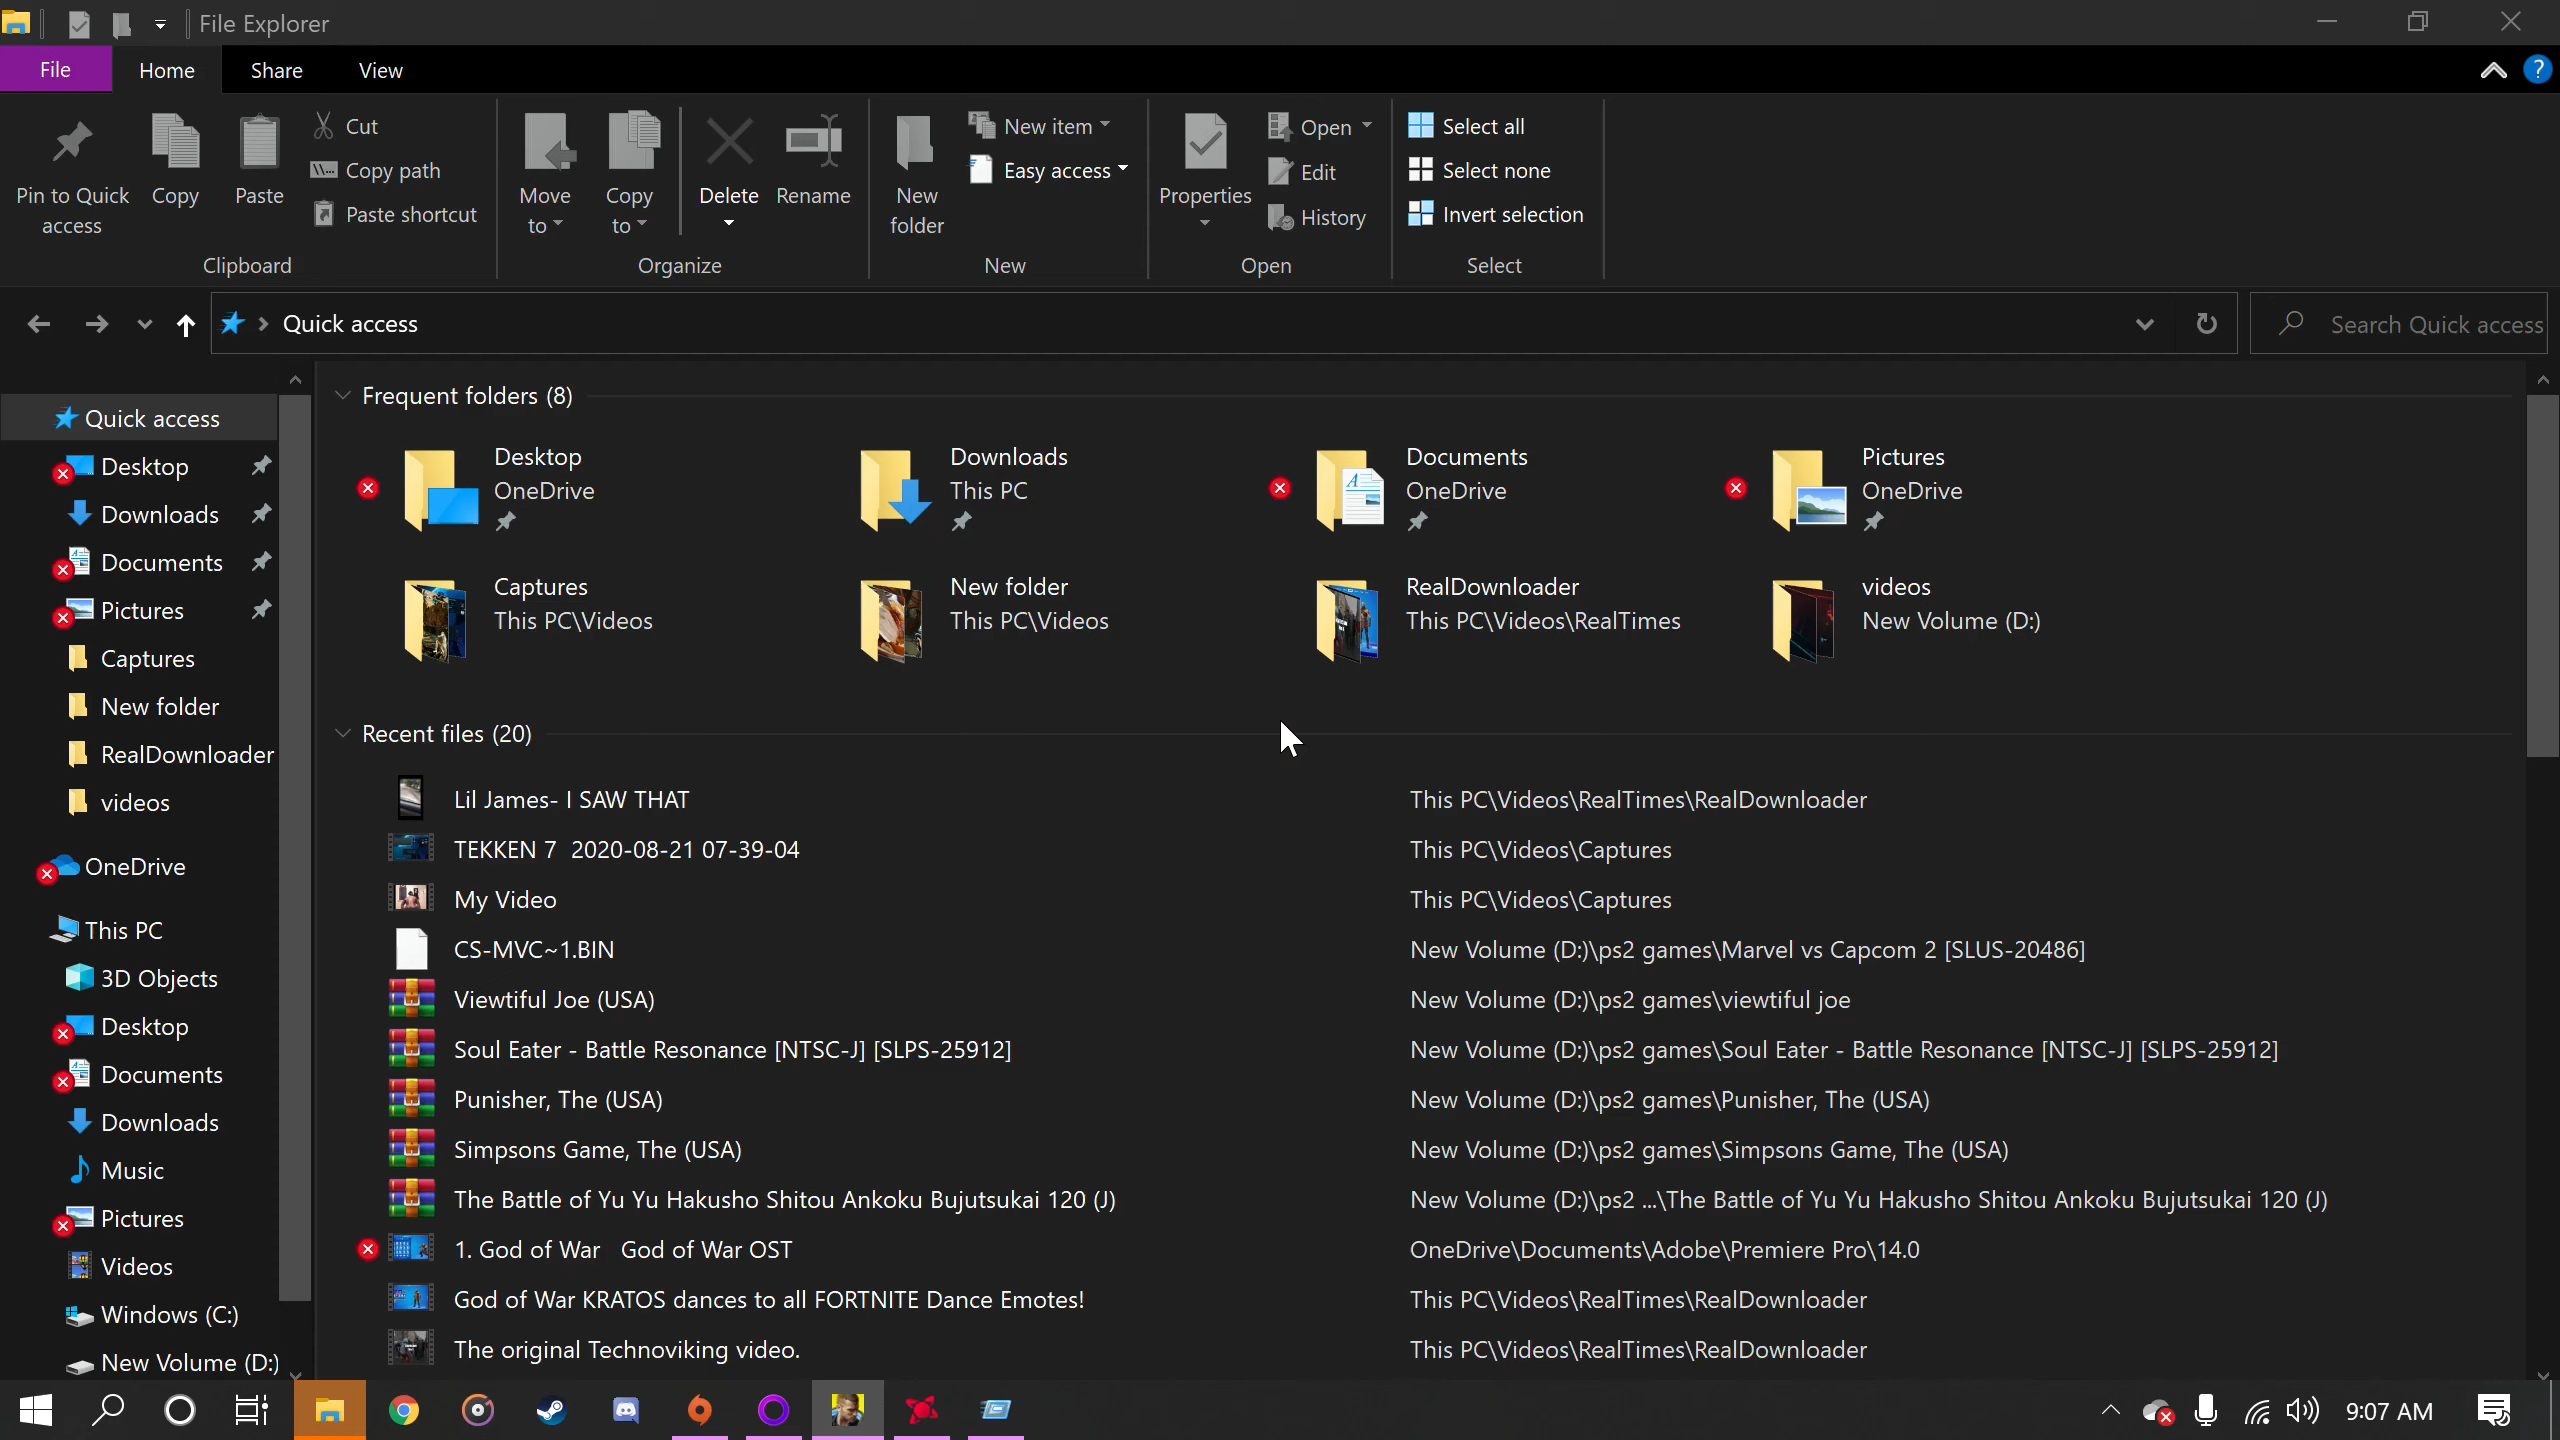 File Explorer
File
Home
Share
View
?
Pin to Quick
access
Copy
Paste
Cut
Copy path
Paste shortcut
Clipboard
Move
to
Copy
to
Delete
Rename
Organize
New
folder
New item
Easy access
New
Properties
Open
Edit
History
Open
Select all
Select none
Invert selection
Select
Quick access
Search Quick access
Quick access
Desktop
Downloads
Documents
Pictures
Captures
New folder
RealDownloader
videos
OneDrive
This PC
3D Objects
Desktop
Documents
Downloads
Music
Pictures
Videos
Windows (C:)
New Volume (D:)
Frequent folders (8)
Desktop
OneDrive
Downloads
This PC
Documents
OneDrive
Pictures
OneDrive
Captures
This PC\Videos
New folder
This PC\Videos
RealDownloader
This PC\Videos\RealTimes
videos
New Volume (D:)
Recent files (20)
Lil James- I SAW THAT This PC\Videos\RealTimes\RealDownloader
TEKKEN 7  2020-08-21 07-39-04 This PC\Videos\Captures
My Video This PC\Videos\Captures
CS-MVC~1.BIN New Volume (D:)\ps2 games\Marvel vs Capcom 2 [SLUS-20486]
Viewtiful Joe (USA) New Volume (D:)\ps2 games\viewtiful joe
Soul Eater - Battle Resonance [NTSC-J] [SLPS-25912] New Volume (D:)\ps2 games\Soul Eater - Battle Resonance [NTSC-J] [SLPS-25912]
Punisher, The (USA) New Volume (D:)\ps2 games\Punisher, The (USA)
Simpsons Game, The (USA) New Volume (D:)\ps2 games\Simpsons Game, The (USA)
The Battle of Yu Yu Hakusho Shitou Ankoku Bujutsukai 120 (J) New Volume (D:)\ps2 ...\The Battle of Yu Yu Hakusho Shitou Ankoku Bujutsukai 120 (J)
1. God of War   God of War OST OneDrive\Documents\Adobe\Premiere Pro\14.0
God of War KRATOS dances to all FORTNITE Dance Emotes! This PC\Videos\RealTimes\RealDownloader
The original Technoviking video. This PC\Videos\RealTimes\RealDownloader
9:07 AM